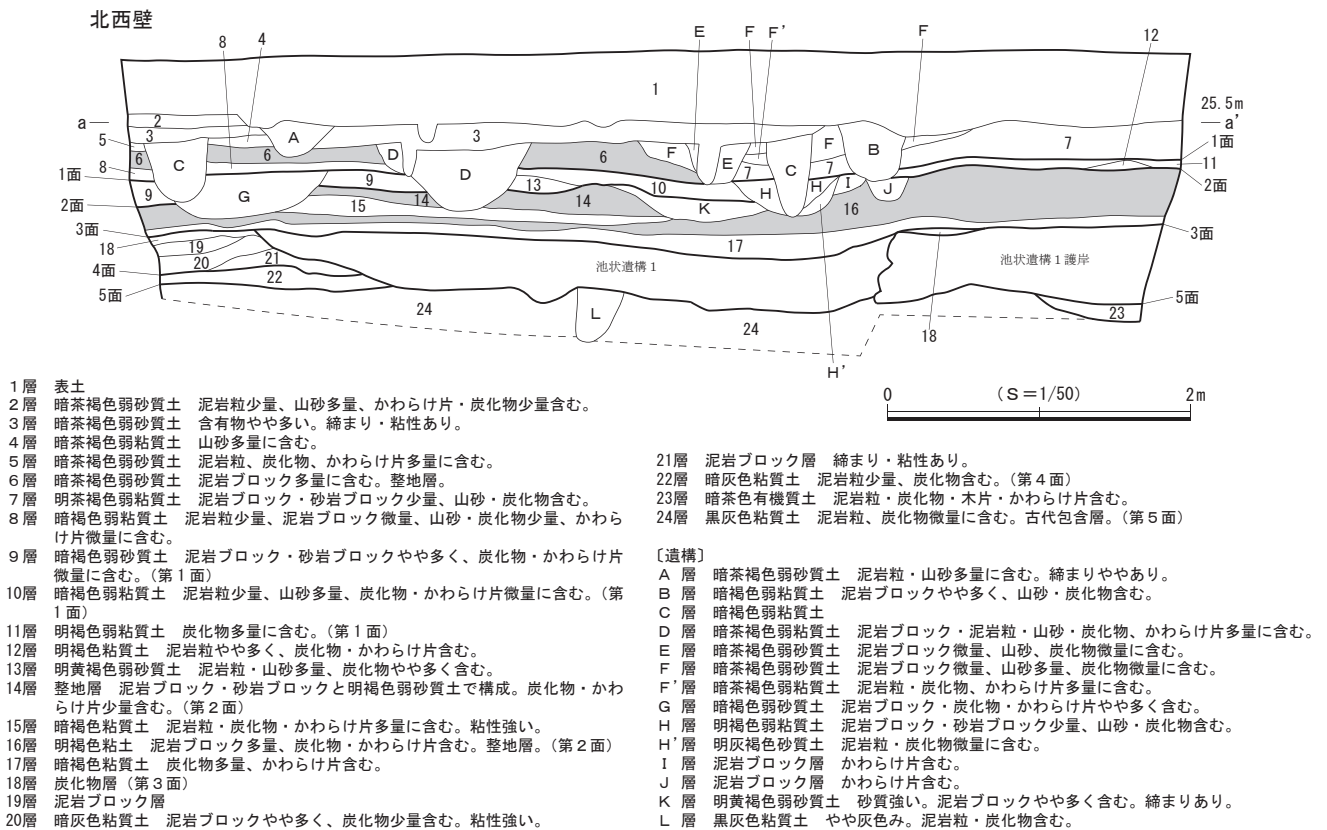 北西壁
E F F' F
8 4 12
1
25.5m
a a'
2
3 A 3 F 7
5 6 C 6 D D 6 F E E 7 C F B
8 1面
1面 11
9 G 9 13 10 7 H H 7 I J 2面
2面 15 14 14 K 16
3面 17 3面
18 19 20 21 池状遺構1 池状遺構1護岸
4面 22
5面 5面
24 L 24 18 23
H'
0 (S=1/50) 2m
1層 表土
2層 暗茶褐色弱砂質土 泥岩粒少量、山砂多量、かわらけ片・炭化物少量含む。
3層 暗茶褐色弱砂質土 含有物やや多い。締まり・粘性あり。
4層 暗茶褐色弱粘質土 山砂多量に含む。
5層 暗茶褐色弱砂質土 泥岩粒、炭化物、かわらけ片多量に含む。
6層 暗茶褐色弱砂質土 泥岩ブロック多量に含む。整地層。
7層 明茶褐色弱粘質土 泥岩ブロック・砂岩ブロック少量、山砂・炭化物含む。
8層 暗褐色弱粘質土 泥岩粒少量、泥岩ブロック微量、山砂・炭化物少量、かわら
け片微量に含む。
9層 暗褐色弱砂質土 泥岩ブロック・砂岩ブロックやや多く、炭化物・かわらけ片
微量に含む。(第1面)
10層 暗褐色弱粘質土 泥岩粒少量、山砂多量、炭化物・かわらけ片微量に含む。(第
1面)
11層 明褐色弱粘質土 炭化物多量に含む。(第1面)
12層 明褐色粘質土 泥岩粒やや多く、炭化物・かわらけ片含む。
13層 明黄褐色弱砂質土 泥岩粒・山砂多量、炭化物やや多く含む。
14層 整地層 泥岩ブロック・砂岩ブロックと明褐色弱砂質土で構成。炭化物・かわ
らけ片少量含む。(第2面)
15層 暗褐色粘質土 泥岩粒・炭化物・かわらけ片多量に含む。粘性強い。
16層 明褐色粘土 泥岩ブロック多量、炭化物・かわらけ片含む。整地層。(第2面)
17層 暗褐色粘質土 炭化物多量、かわらけ片含む。
18層 炭化物層(第3面)
19層 泥岩ブロック層
20層 暗灰色粘質土 泥岩ブロックやや多く、炭化物少量含む。粘性強い。
21層 泥岩ブロック層 締まり・粘性あり。
22層 暗灰色粘質土 泥岩粒少量、炭化物含む。(第4面)
23層 暗茶色有機質土 泥岩粒・炭化物・木片・かわらけ片含む。
24層 黒灰色粘質土 泥岩粒、炭化物微量に含む。古代包含層。(第5面)
〔遺構〕
A 層 暗茶褐色弱砂質土 泥岩粒・山砂多量に含む。締まりややあり。
B 層 暗褐色弱粘質土 泥岩ブロックやや多く、山砂・炭化物含む。
C 層 暗褐色弱粘質土
D 層 暗茶褐色弱粘質土 泥岩ブロック・泥岩粒・山砂・炭化物、かわらけ片多量に含む。
E 層 暗茶褐色弱砂質土 泥岩ブロック微量、山砂、炭化物微量に含む。
F 層 暗茶褐色弱砂質土 泥岩ブロック微量、山砂多量、炭化物微量に含む。
F'層 暗茶褐色弱粘質土 泥岩粒・炭化物、かわらけ片多量に含む。
G 層 暗褐色弱砂質土 泥岩ブロック・炭化物・かわらけ片やや多く含む。
H 層 明褐色弱粘質土 泥岩ブロック・砂岩ブロック少量、山砂・炭化物含む。
H'層 明灰褐色砂質土 泥岩粒・炭化物微量に含む。
I 層 泥岩ブロック層 かわらけ片含む。
J 層 泥岩ブロック層 かわらけ片含む。
K 層 明黄褐色弱砂質土 砂質強い。泥岩ブロックやや多く含む。締まりあり。
L 層 黒灰色粘質土 やや灰色み。泥岩粒・炭化物含む。